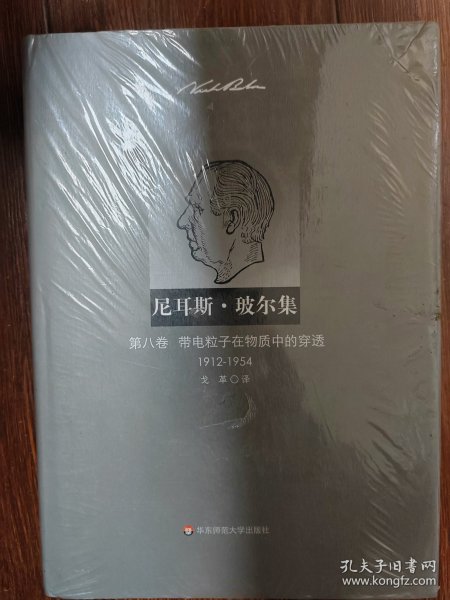 Niels Bohr
尼耳斯·玻尔集
第八卷 带电粒子在物质中的穿透
1912-1954
戈 革◎译
华东师范大学出版社
孔夫子旧书网
www.kongfz.com